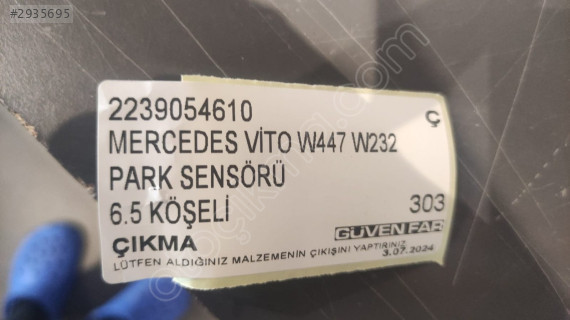 #2935695
2239054610
Ç
MERCEDES VİTO W447 W232
PARK SENSÖRÜ
6.5 KÖŞELİ
303
ÇIKMA
GÜVEN FAR
LÜTFEN ALDIĞINIZ MALZEMENİN ÇIKIŞINI YAPTIRINIZ
3.07.2024